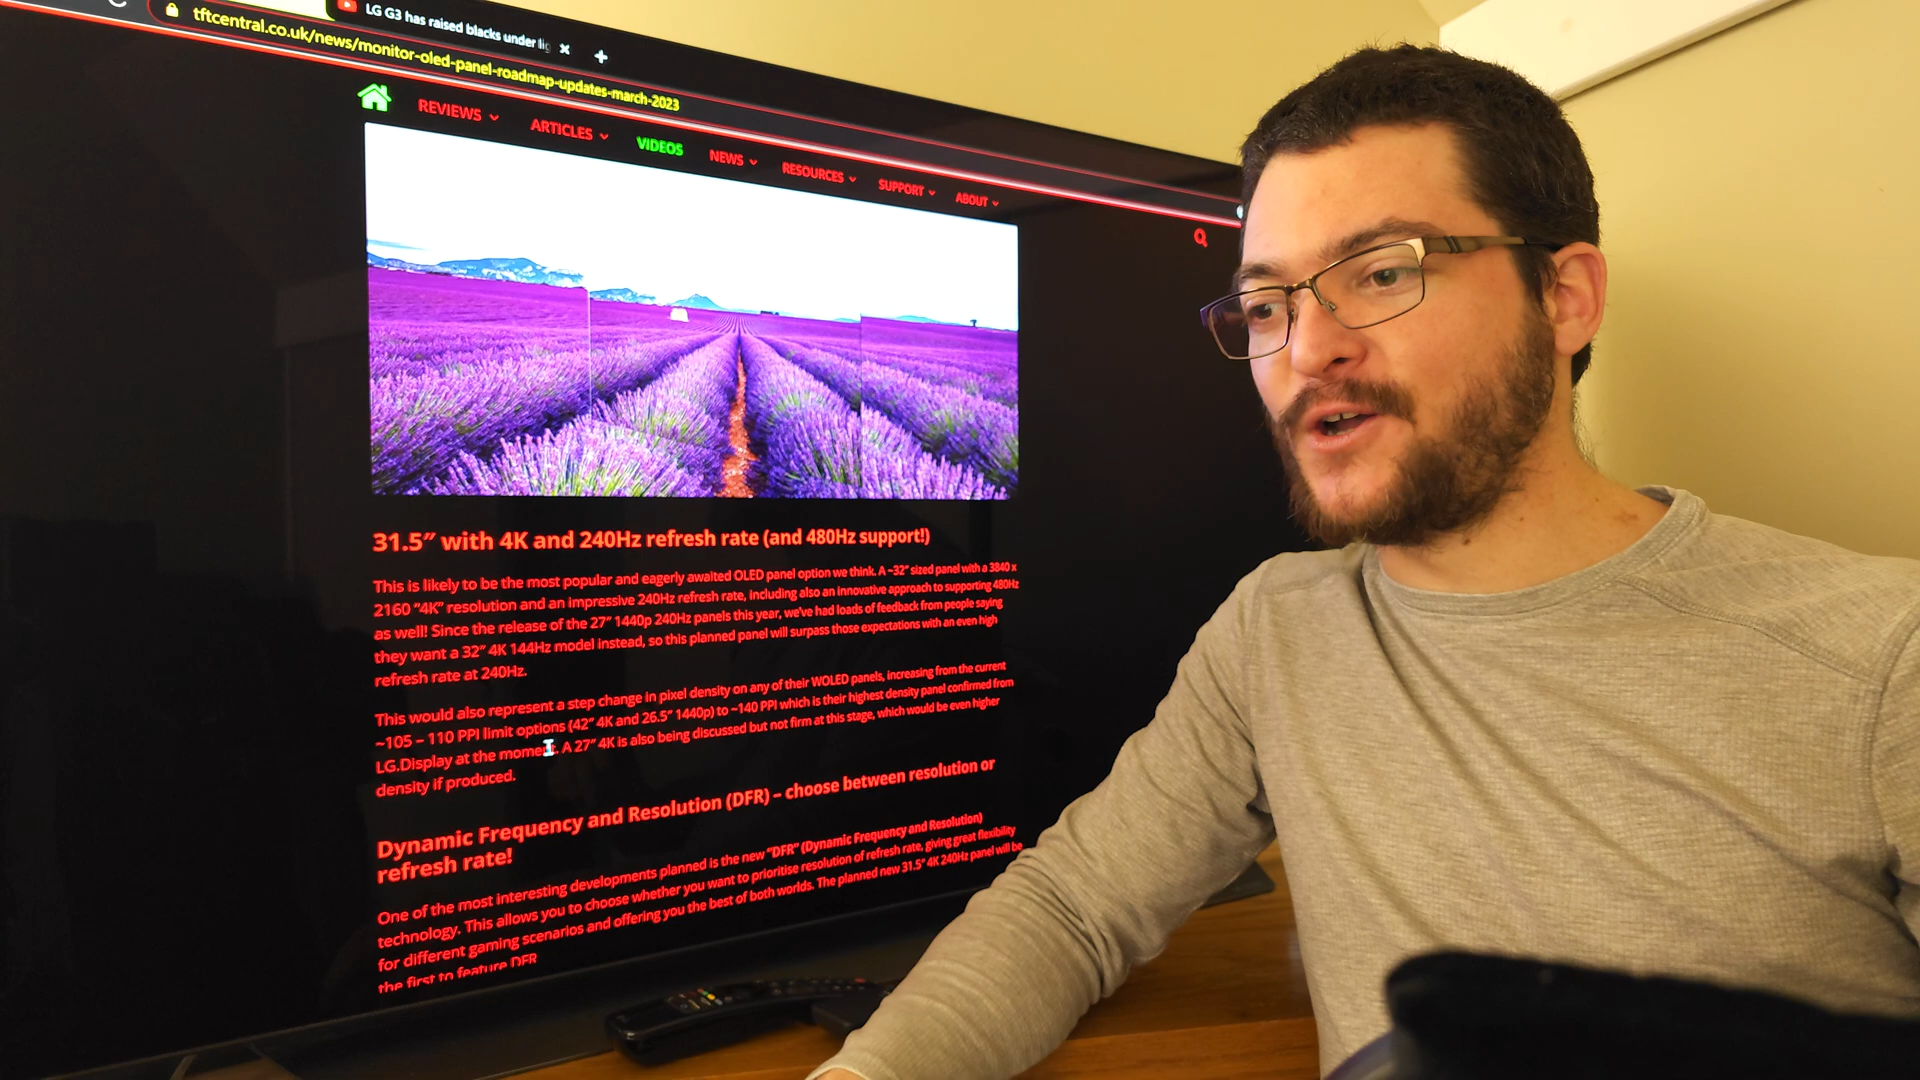 LG G3 has raised blacks under
tftcentral.co.uk/news/monitor-oled-panel-roadmap-updates-march-2023
REVIEWS ARTICLES VIDEOS NEWS RESOURCES SUPPORT ABOUT
31.5″ with 4K and 240Hz refresh rate (and 480Hz support!)
This is likely to be the most popular and eagerly awaited OLED panel option we think. A ~32″ sized panel with a 3840 x
2160 “4K” resolution and an impressive 240Hz refresh rate, including also an innovative approach to supporting 480Hz
as well! Since the release of the 27″ 1440p 240Hz panels this year, we’ve had loads of feedback from people saying
they want a 32″ 4K 144Hz model instead, so this planned panel will surpass those expectations with an even high
refresh rate at 240Hz.
This would also represent a step change in pixel density on any of their WOLED panels, increasing from the current
~105 – 110 PPI limit options (42″ 4K and 26.5″ 1440p) to ~140 PPI which is their highest density panel confirmed from
LG.Display at the moment. A 27″ 4K is also being discussed but not firm at this stage, which would be even higher
density if produced.
Dynamic Frequency and Resolution (DFR) – choose between resolution or
refresh rate!
One of the most interesting developments planned is the new “DFR” (Dynamic Frequency and Resolution)
technology. This allows you to choose whether you want to prioritise resolution of refresh rate, giving great flexibility
for different gaming scenarios and offering you the best of both worlds. The planned new 31.5″ 4K 240Hz panel will be
the first to feature DFR